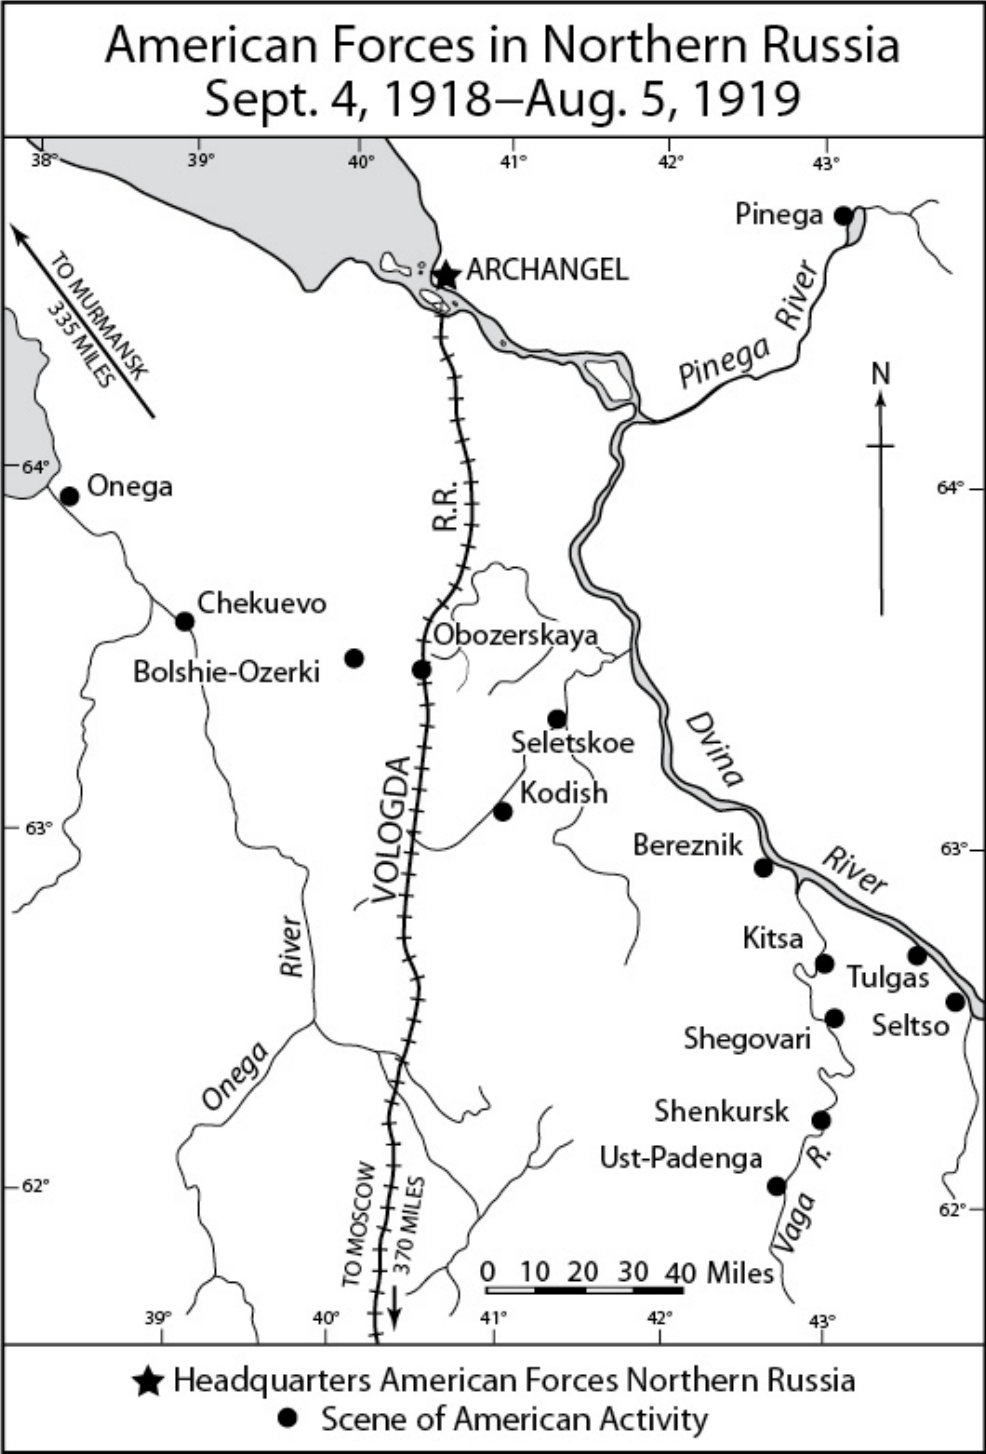 American Forces in Northern Russia
Sept. 4, 1918–Aug. 5, 1919
38° 39° 40° 41° 42° 43°
Pinega
ARCHANGEL
TO MURMANSK
335 MILES
Pinega River
N
64°
Onega
64°
R.R.
Chekuevo
Obozerskaya
Bolshie-Ozerki
Seletskoe
Dvina
Kodish
VOLOGDA
63°
Bereznik
63°
River
River
Kitsa
Tulgas
Seltso
Shegovari
Onega
Shenkursk
R.
Ust-Padenga
62°
TO MOSCOW
370 MILES
Vaga
62°
0 10 20 30 40 Miles
39° 40° 41° 42° 43°
Headquarters American Forces Northern Russia
Scene of American Activity